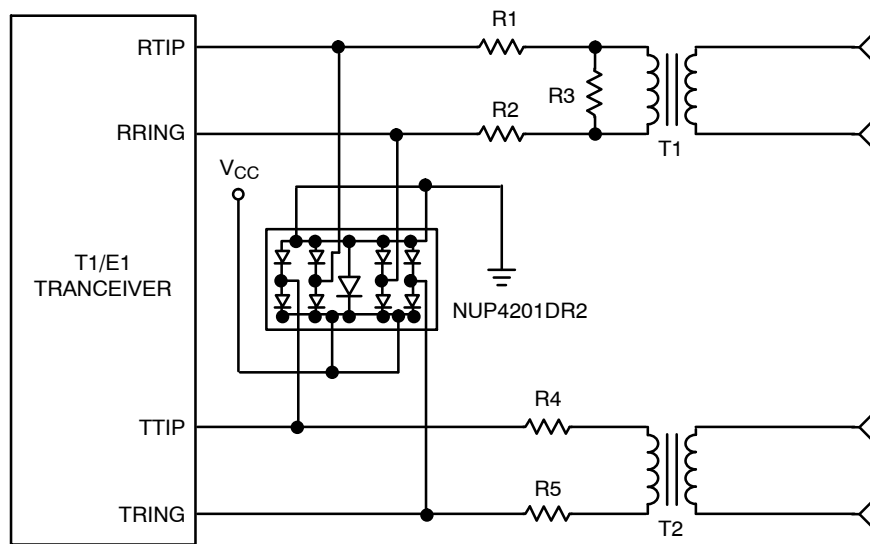 R1
RTIP
R3
R2
RRING
T1
VCC
T1/E1
TRANCEIVER
NUP4201DR2
R4
TTIP
R5
TRING
T2